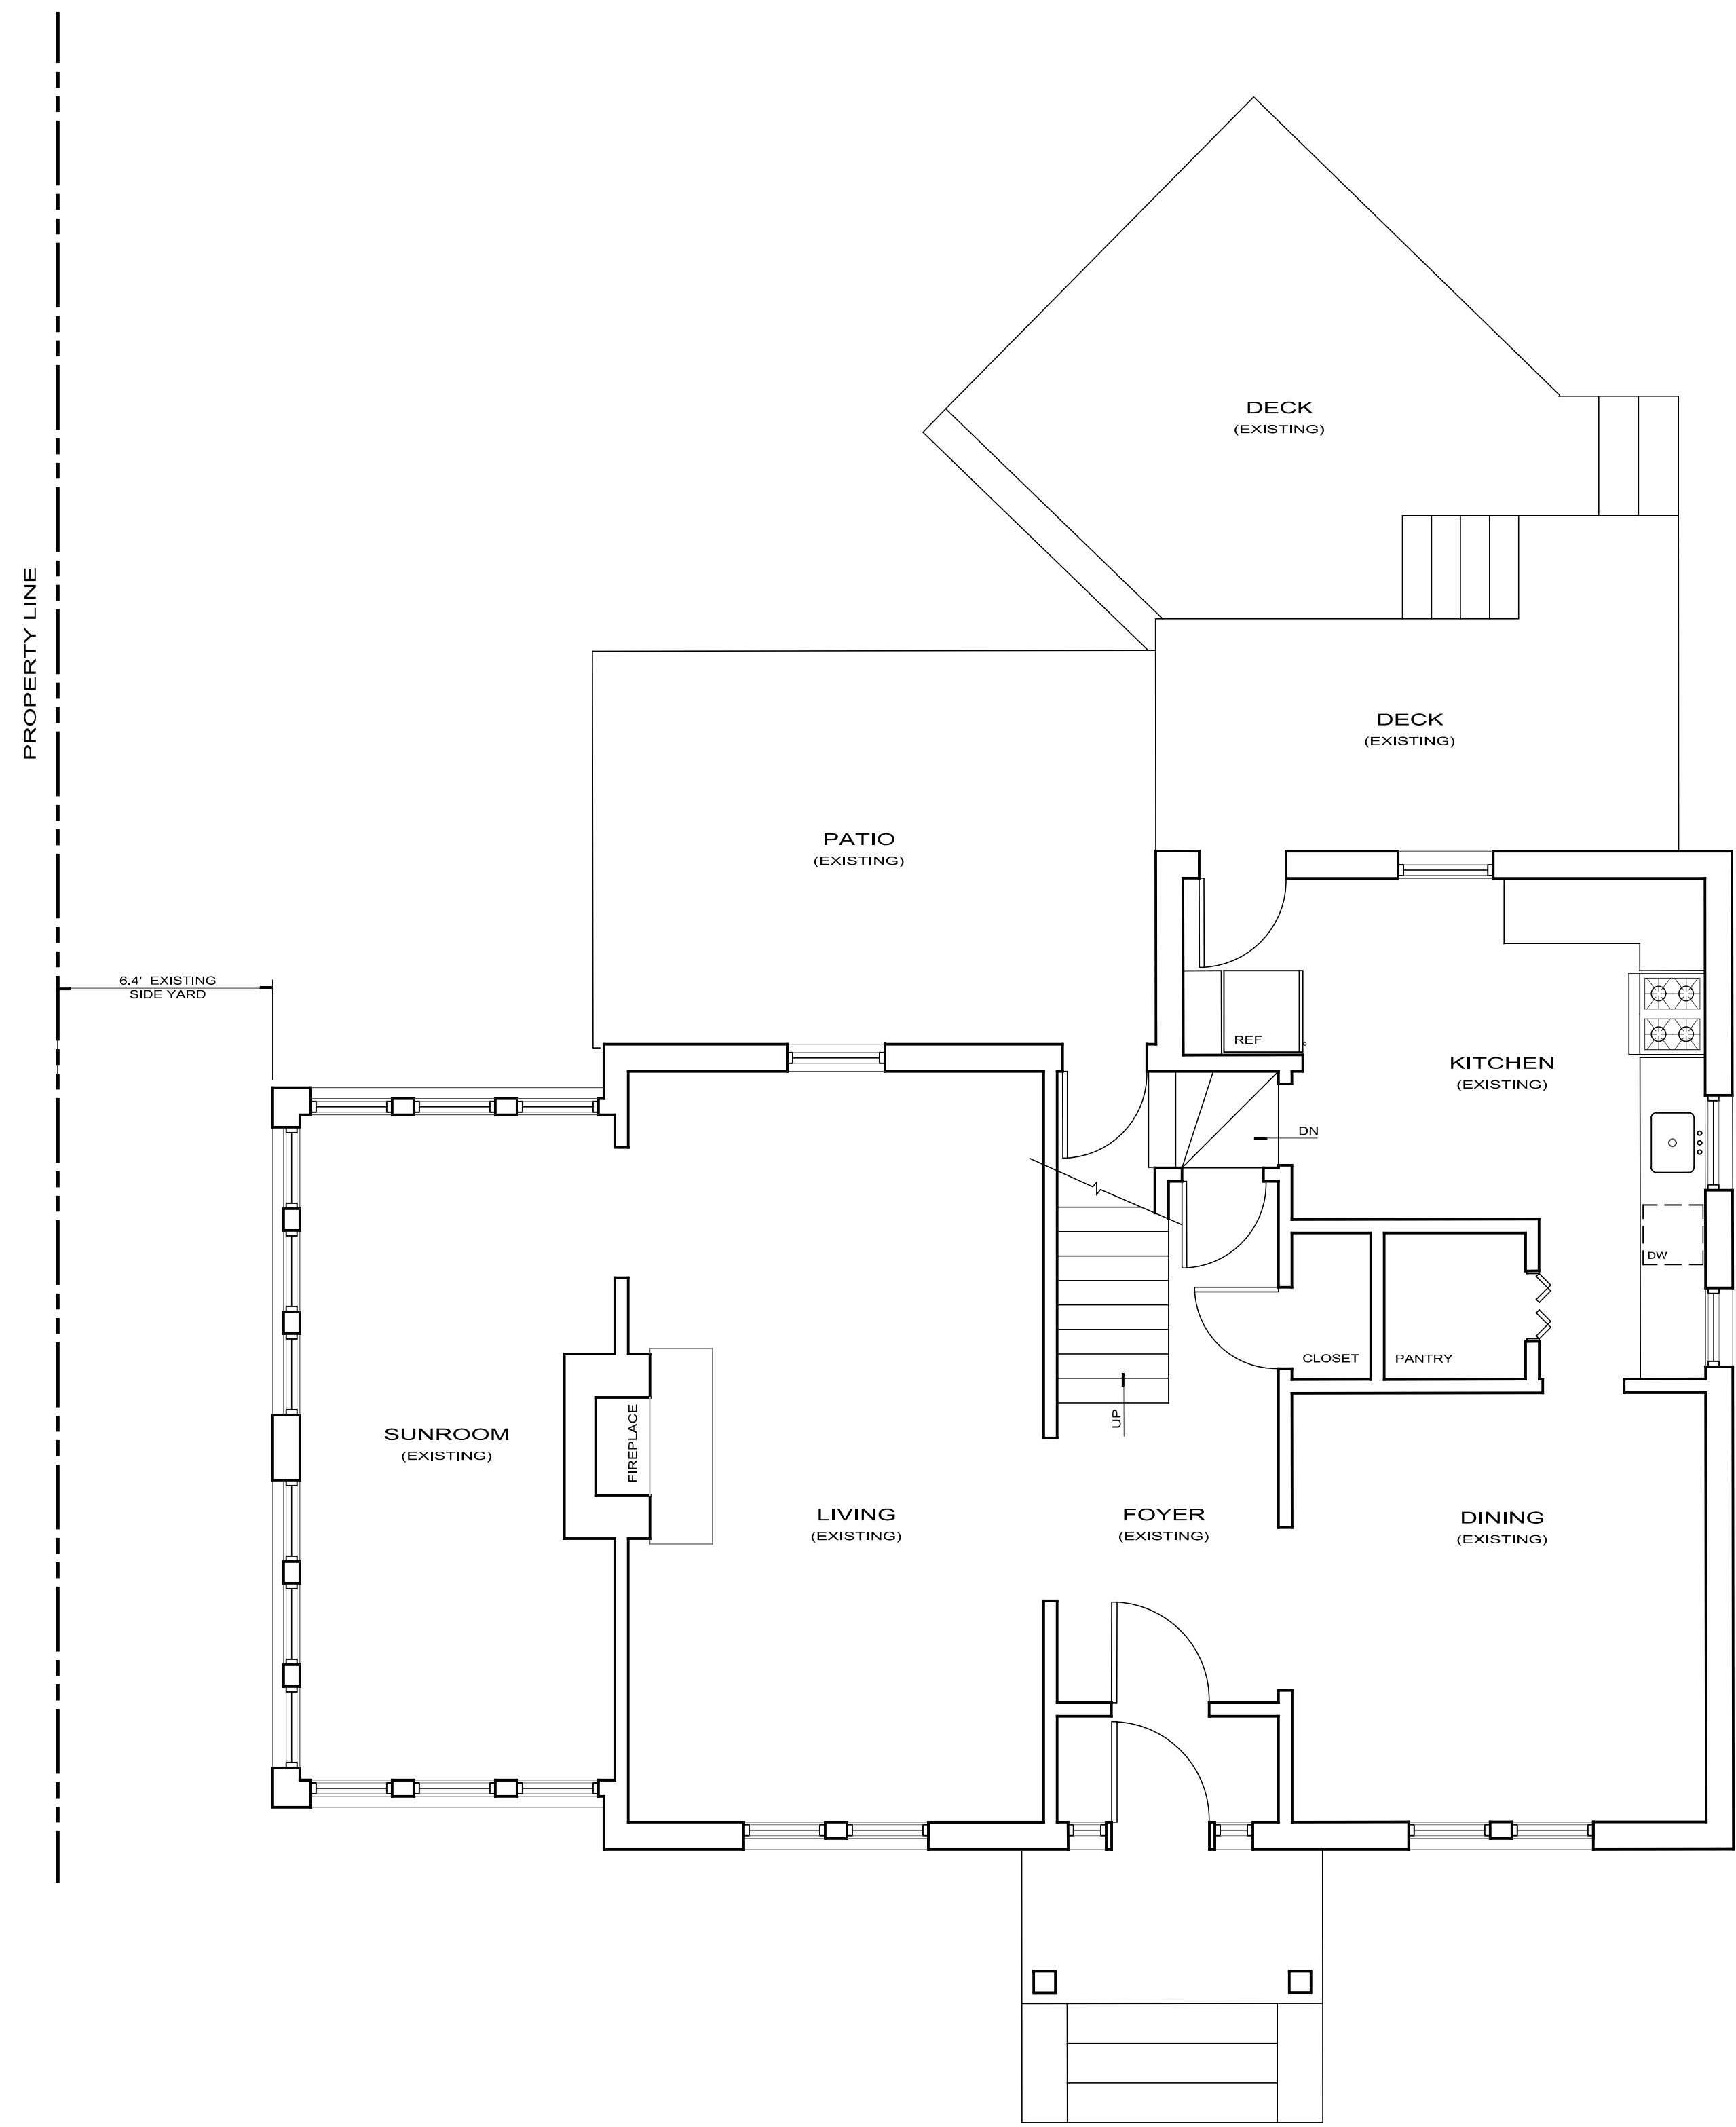 DECK
(EXISTING)
PROPERTY LINE
DECK
(EXISTING)
PATIO
(EXISTING)
6.4' EXISTING
SIDE YARD
REF
KITCHEN
(EXISTING)
DN
DW
CLOSET
PANTRY
UP
FIREPLACE
SUNROOM
(EXISTING)
LIVING
(EXISTING)
FOYER
(EXISTING)
DINING
(EXISTING)